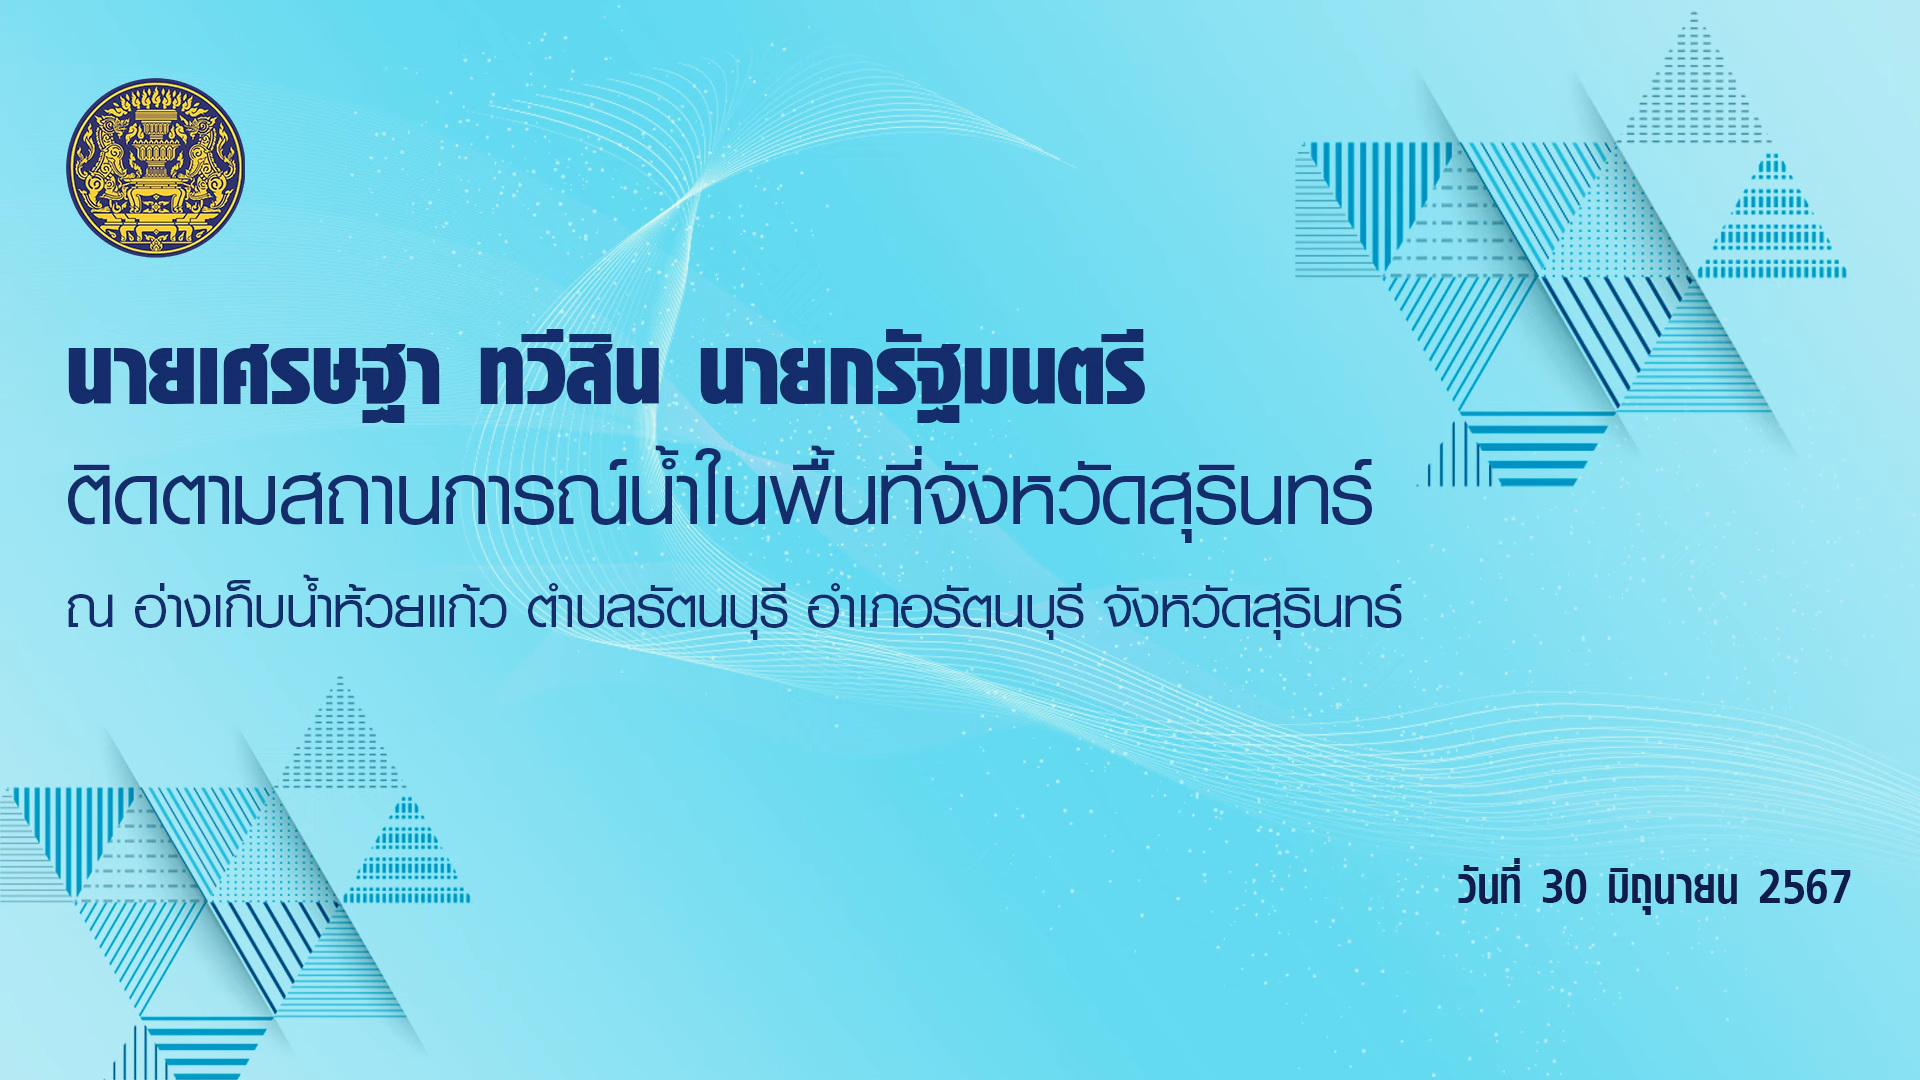 นายเศรษฐา ทวีสิน นายกรัฐมนตรี
ติดตามสถานการณ์น้ำในพื้นที่จังหวัดสุรินทร์
ณ อ่างเก็บน้ำห้วยแก้ว ตำบลรัตนบุรี อำเภอรัตนบุรี จังหวัดสุรินทร์
วันที่ 30 มิถุนายน 2567